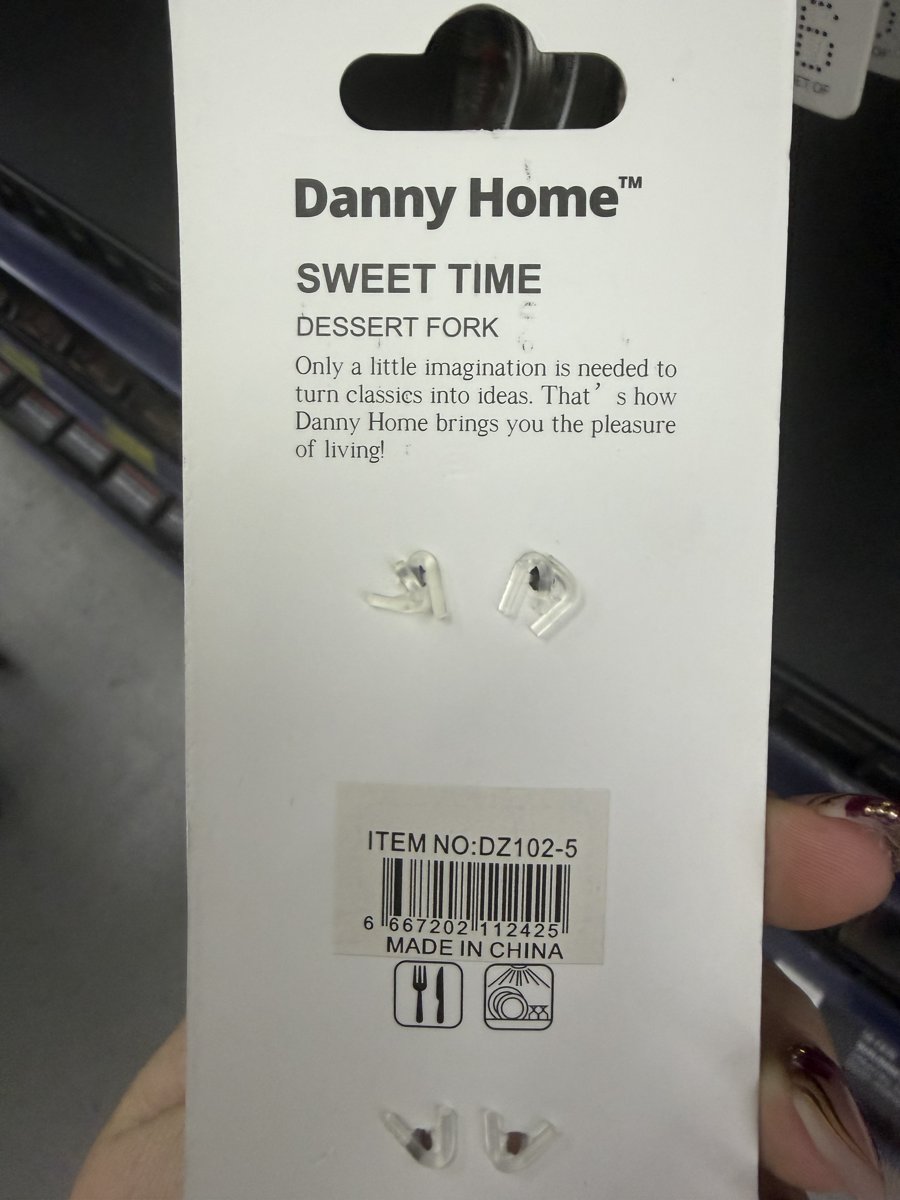 Danny Home™
SWEET TIME
DESSERT FORK
Only a little imagination is needed to
turn classics into ideas. That’ s how
Danny Home brings you the pleasure
of living!
ITEM NO:DZ102-5
6 667202 112425
MADE IN CHINA